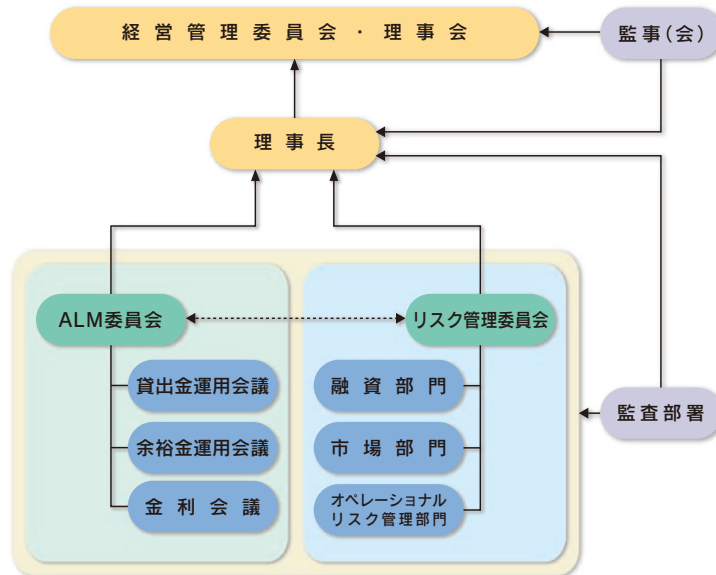 経営管理委員会・理事会
監事（会）
理事長
ALM委員会
リスク管理委員会
貸出金運用会議
融資部門
余裕金運用会議
市場部門
監査部署
金利会議
オペレーショナル
リスク管理部門